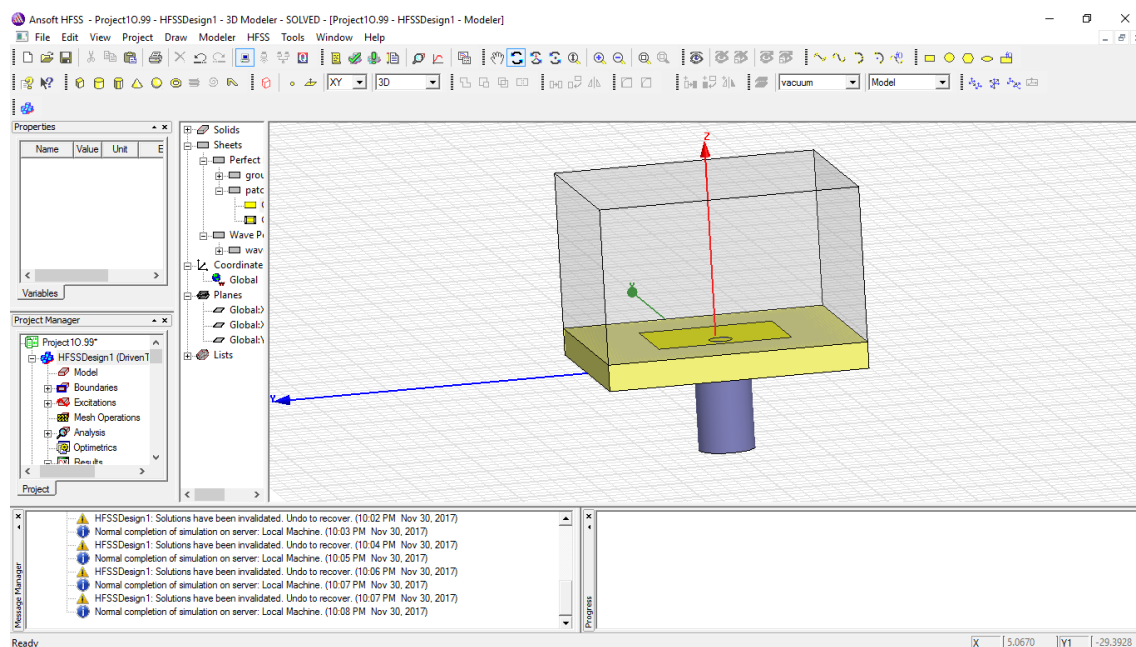 Ansoft HFSS - Project1O.99 - HFSSDesign1 - 3D Modeler - SOLVED - [Project1O.99 - HFSSDesign1 - Modeler]
File Edit View Project Draw Modeler HFSS Tools Window Help
XY 3D vacuum Model
Properties
Name Value Unit E
Variables
Project Manager
Project1O.99*
HFSSDesign1 (DrivenT
Model
Boundaries
Excitations
Mesh Operations
Analysis
Optimetrics
Results
Project
Solids
Sheets
Perfect
grou
patc
Wave P
wav
Coordinate
Global
Planes
Global:
Global:
Global:
Lists
Z
Y
HFSSDesign1: Solutions have been invalidated. Undo to recover. (10:02 PM Nov 30, 2017)
Normal completion of simulation on server: Local Machine. (10:03 PM Nov 30, 2017)
HFSSDesign1: Solutions have been invalidated. Undo to recover. (10:04 PM Nov 30, 2017)
Normal completion of simulation on server: Local Machine. (10:05 PM Nov 30, 2017)
HFSSDesign1: Solutions have been invalidated. Undo to recover. (10:06 PM Nov 30, 2017)
Normal completion of simulation on server: Local Machine. (10:07 PM Nov 30, 2017)
HFSSDesign1: Solutions have been invalidated. Undo to recover. (10:07 PM Nov 30, 2017)
Normal completion of simulation on server: Local Machine. (10:08 PM Nov 30, 2017)
Message Manager
Progress
Ready
X 5.0670 Y1 -29.3928